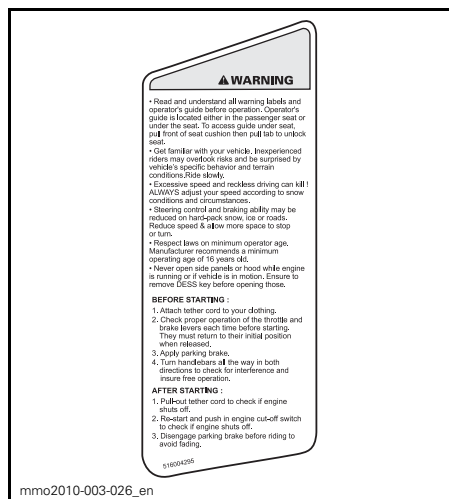 ⚠ WARNING
• Read and understand all warning labels and
operator's guide before operation. Operator's
guide is located either in the passenger seat or
under the seat. To access guide under seat,
pull front of seat cushion then pull tab to unlock
seat.
• Get familiar with your vehicle. Inexperienced
riders may overlook risks and be surprised by
vehicle's specific behavior and terrain
conditions.Ride slowly.
• Excessive speed and reckless driving can kill !
ALWAYS adjust your speed according to snow
conditions and circumstances.
• Steering control and braking ability may be
reduced on hard-pack snow, ice or roads.
Reduce speed & allow more space to stop
or turn.
• Respect laws on minimum operator age.
Manufacturer recommends a minimum
operating age of 16 years old.
• Never open side panels or hood while engine
is running or if vehicle is in motion. Ensure to
remove DESS key before opening those.
BEFORE STARTING :
1. Attach tether cord to your clothing.
2. Check proper operation of the throttle and
brake levers each time before starting.
They must return to their initial position
when released.
3. Apply parking brake.
4. Turn handlebars all the way in both
directions to check for interference and
insure free operation.
AFTER STARTING :
1. Pull-out tether cord to check if engine
shuts off.
2. Re-start and push in engine cut-off switch
to check if engine shuts off.
3. Disengage parking brake before riding to
avoid fading.
516004295
mmo2010-003-026_en